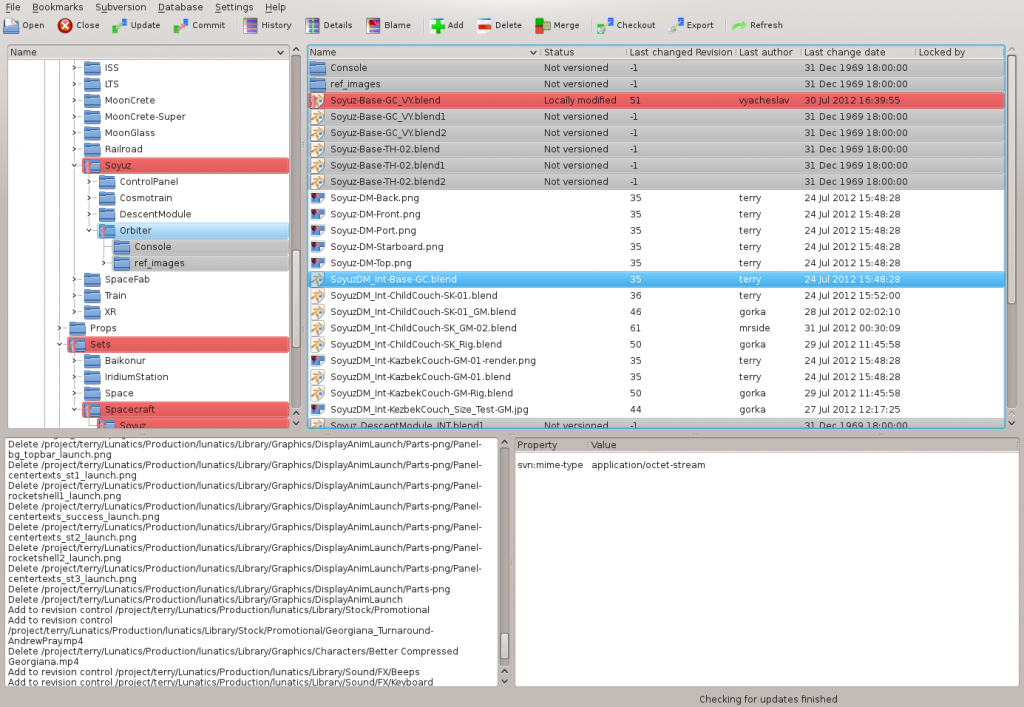 File Bookmarks Subversion Database Settings Help
Open Close Update Commit History Details Blame Add Delete Merge Checkout Export Refresh
Name
ISS
LTS
MoonCrete
MoonCrete-Super
MoonGlass
Railroad
Soyuz
ControlPanel
Cosmotrain
DescentModule
Orbiter
Console
ref_images
SpaceFab
Train
XR
Props
Sets
Baikonur
IridiumStation
Space
Spacecraft
Soyuz
Name Status Last changed Revision Last author Last change date Locked by
Console Not versioned -1 31 Dec 1969 18:00:00
ref_images Not versioned -1 31 Dec 1969 18:00:00
Soyuz-Base-GC_VY.blend Locally modified 51 vyacheslav 30 Jul 2012 16:39:55
Soyuz-Base-GC_VY.blend1 Not versioned -1 31 Dec 1969 18:00:00
Soyuz-Base-GC_VY.blend2 Not versioned -1 31 Dec 1969 18:00:00
Soyuz-Base-TH-02.blend Not versioned -1 31 Dec 1969 18:00:00
Soyuz-Base-TH-02.blend1 Not versioned -1 31 Dec 1969 18:00:00
Soyuz-Base-TH-02.blend2 Not versioned -1 31 Dec 1969 18:00:00
Soyuz-DM-Back.png 35 terry 24 Jul 2012 15:48:28
Soyuz-DM-Front.png 35 terry 24 Jul 2012 15:48:28
Soyuz-DM-Port.png 35 terry 24 Jul 2012 15:48:28
Soyuz-DM-Starboard.png 35 terry 24 Jul 2012 15:48:28
Soyuz-DM-Top.png 35 terry 24 Jul 2012 15:48:28
SoyuzDM_Int-Base-GC.blend 35 terry 24 Jul 2012 15:48:28
SoyuzDM_Int-ChildCouch-SK-01.blend 36 terry 24 Jul 2012 15:52:00
SoyuzDM_Int-ChildCouch-SK-01_GM.blend 46 gorka 28 Jul 2012 02:02:10
SoyuzDM_Int-ChildCouch-SK_GM-02.blend 61 mrside 31 Jul 2012 00:30:09
SoyuzDM_Int-ChildCouch-SK_Rig.blend 50 gorka 29 Jul 2012 11:45:58
SoyuzDM_Int-KazbekCouch-GM-01-render.png 35 terry 24 Jul 2012 15:48:28
SoyuzDM_Int-KazbekCouch-GM-01.blend 35 terry 24 Jul 2012 15:48:28
SoyuzDM_Int-KazbekCouch-GM-Rig.blend 50 gorka 29 Jul 2012 11:45:58
SoyuzDM_Int-KezbekCouch_Size_Test-GM.jpg 44 gorka 27 Jul 2012 12:17:25
Soyuz_DescentModule_INT.blend1 Not versioned -1 31 Dec 1969 18:00:00
Delete /project/terry/Lunatics/Production/lunatics/Library/Graphics/DisplayAnimLaunch/Parts-png/Panel-
bg_topbar_launch.png
Delete /project/terry/Lunatics/Production/lunatics/Library/Graphics/DisplayAnimLaunch/Parts-png/Panel-
centertexts_st1_launch.png
Delete /project/terry/Lunatics/Production/lunatics/Library/Graphics/DisplayAnimLaunch/Parts-png/Panel-
rocketshell1_launch.png
Delete /project/terry/Lunatics/Production/lunatics/Library/Graphics/DisplayAnimLaunch/Parts-png/Panel-
centertexts_success_launch.png
Delete /project/terry/Lunatics/Production/lunatics/Library/Graphics/DisplayAnimLaunch/Parts-png/Panel-
centertexts_st2_launch.png
Delete /project/terry/Lunatics/Production/lunatics/Library/Graphics/DisplayAnimLaunch/Parts-png/Panel-
rocketshell2_launch.png
Delete /project/terry/Lunatics/Production/lunatics/Library/Graphics/DisplayAnimLaunch/Parts-png/Panel-
centertexts_st3_launch.png
Delete /project/terry/Lunatics/Production/lunatics/Library/Graphics/DisplayAnimLaunch/Parts-png
Delete /project/terry/Lunatics/Production/lunatics/Library/Graphics/DisplayAnimLaunch
Add to revision control /project/terry/Lunatics/Production/lunatics/Library/Stock/Promotional
Add to revision control
/project/terry/Lunatics/Production/lunatics/Library/Stock/Promotional/Georgiana_Turnaround-
AndrewPray.mp4
Delete /project/terry/Lunatics/Production/lunatics/Library/Graphics/Characters/Better Compressed
Georgiana.mp4
Add to revision control /project/terry/Lunatics/Production/lunatics/Library/Sound/FX/Beeps
Add to revision control /project/terry/Lunatics/Production/lunatics/Library/Sound/FX/Keyboard
Property Value
svn:mime-type application/octet-stream
Checking for updates finished